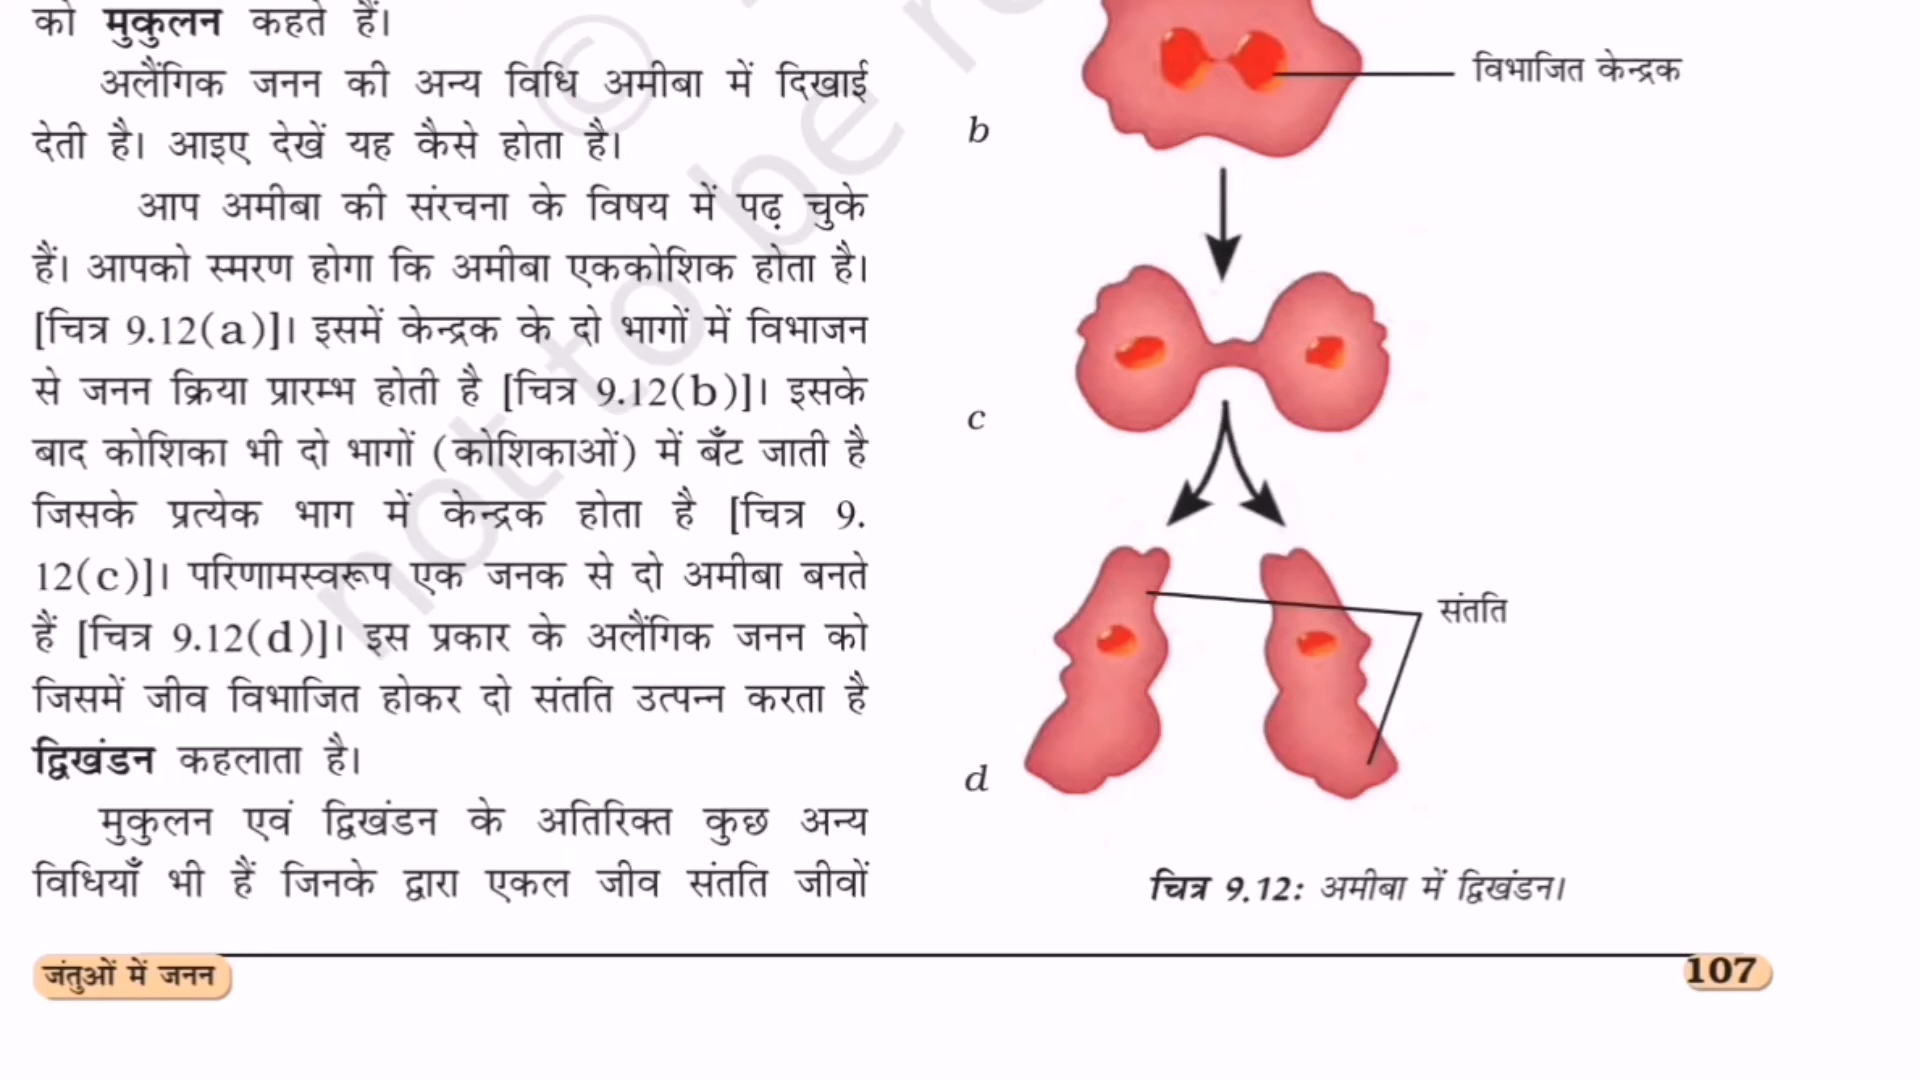 को मुकुलन कहते हैं।
अलैंगिक जनन की अन्य विधि अमीबा में दिखाई
देती है। आइए देखें यह कैसे होता है।
आप अमीबा की संरचना के विषय में पढ़ चुके
हैं। आपको स्मरण होगा कि अमीबा एककोशिक होता है।
[चित्र 9.12(a)]। इसमें केन्द्रक के दो भागों में विभाजन
से जनन क्रिया प्रारम्भ होती है [चित्र 9.12(b)]। इसके
बाद कोशिका भी दो भागों (कोशिकाओं) में बँट जाती है
जिसके प्रत्येक भाग में केन्द्रक होता है [चित्र 9.
12(c)]। परिणामस्वरूप एक जनक से दो अमीबा बनते
हैं [चित्र 9.12(d)]। इस प्रकार के अलैंगिक जनन को
जिसमें जीव विभाजित होकर दो संतति उत्पन्न करता है
द्विखंडन कहलाता है।
मुकुलन एवं द्विखंडन के अतिरिक्त कुछ अन्य
विधियाँ भी हैं जिनके द्वारा एकल जीव संतति जीवों
विभाजित केन्द्रक
b
c
संतति
d
चित्र 9.12: अमीबा में द्विखंडन।
जंतुओं में जनन
107
©
not to be